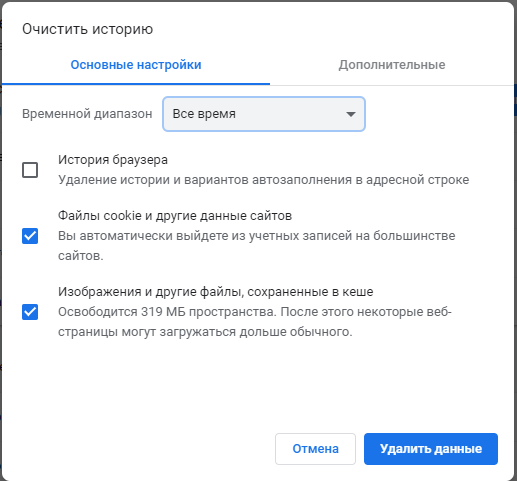 Очистить историю
Основные настройки
Дополнительные
Временной диапазон
Все время
История браузера
Удаление истории и вариантов автозаполнения в адресной строке
Файлы cookie и другие данные сайтов
Вы автоматически выйдете из учетных записей на большинстве
сайтов.
Изображения и другие файлы, сохраненные в кеше
Освободится 319 МБ пространства. После этого некоторые веб-
страницы могут загружаться дольше обычного.
Отмена
Удалить данные